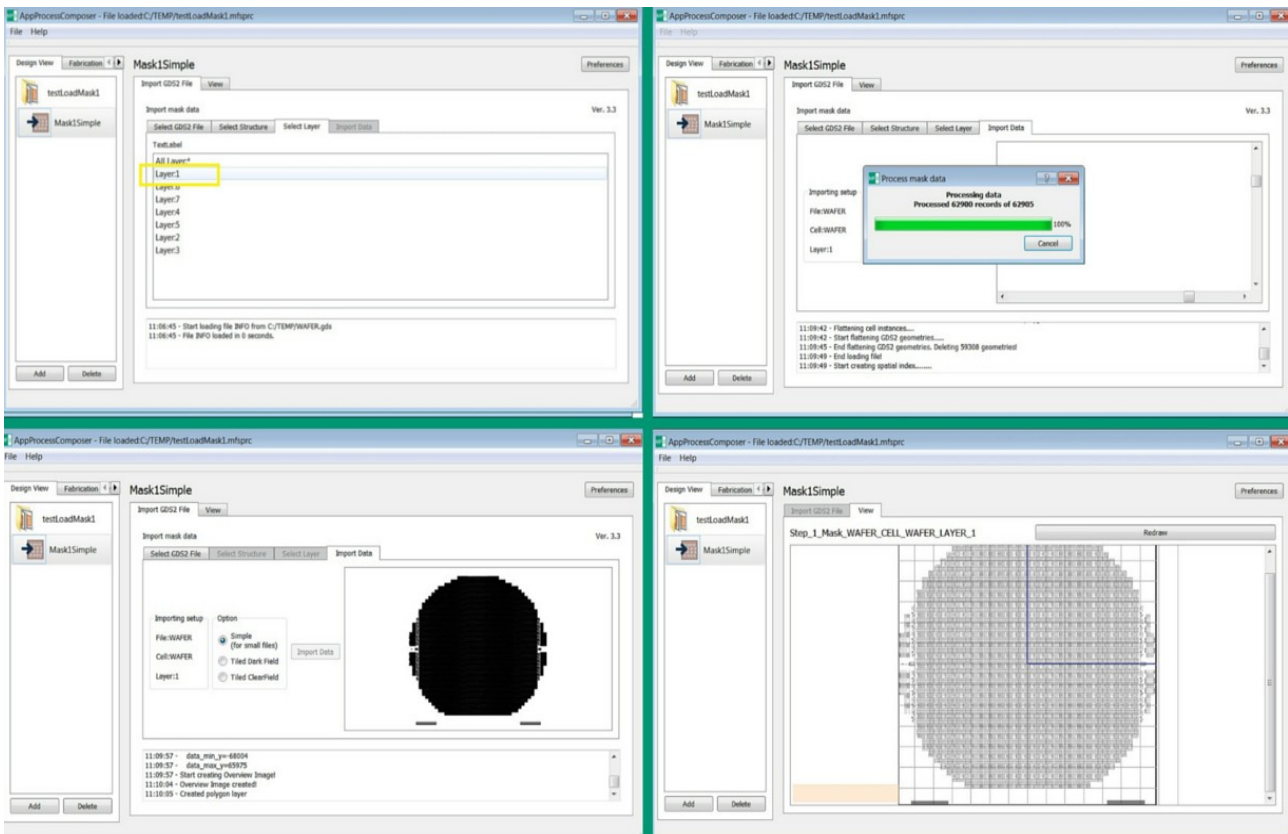 AppProcessComposer - File loaded:C:/TEMP/testLoadMask1.mfsprc
File Help
Design View Fabrication
testLoadMask1
Mask1Simple
Add Delete
Mask1Simple
Preferences
Import GDS2 File View
Import mask data Ver. 3.3
Select GDS2 File Select Structure Select Layer Import Data
TextLabel
All Layer:*
Layer:1
Layer:6
Layer:7
Layer:4
Layer:5
Layer:2
Layer:3
11:06:45 - Start loading file INFO from C:/TEMP/WAFER.gds
11:06:45 - File INFO loaded in 0 seconds.
AppProcessComposer - File loaded:C:/TEMP/testLoadMask1.mfsprc
File Help
Design View Fabrication
testLoadMask1
Mask1Simple
Add Delete
Mask1Simple
Preferences
Import GDS2 File View
Import mask data Ver. 3.3
Select GDS2 File Select Structure Select Layer Import Data
Importing setup
File:WAFER
Cell:WAFER
Layer:1
Process mask data
Processing data
Processed 62900 records of 62905
100%
Cancel
11:09:42 - Flattening cell instances....
11:09:42 - Start flattening GDS2 geometries.....
11:09:45 - End flattening GDS2 geometries. Deleting 59308 geometries!
11:09:49 - End loading file!
11:09:49 - Start creating spatial index........
AppProcessComposer - File loaded:C:/TEMP/testLoadMask1.mfsprc
File Help
Design View Fabrication
testLoadMask1
Mask1Simple
Add Delete
Mask1Simple
Preferences
Import GDS2 File View
Import mask data Ver. 3.3
Select GDS2 File Select Structure Select Layer Import Data
Importing setup
File:WAFER
Cell:WAFER
Layer:1
Option
Simple
(for small files)
Tiled Dark Field
Tiled ClearField
Import Data
11:09:57 - data_min_y=-68004
11:09:57 - data_max_y=65975
11:09:57 - Start creating Overview Image!
11:10:04 - Overview Image created!
11:10:05 - Created polygon layer
AppProcessComposer - File loaded:C:/TEMP/testLoadMask1.mfsprc
File Help
Design View Fabrication
testLoadMask1
Mask1Simple
Add Delete
Mask1Simple
Preferences
Import GDS2 File View
Step_1_Mask_WAFER_CELL_WAFER_LAYER_1
Redraw